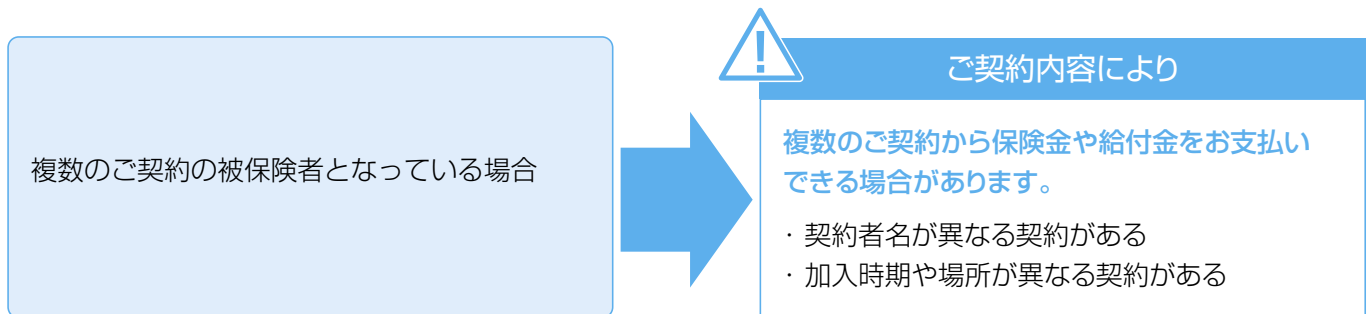 複数のご契約の被保険者となっている場合
ご契約内容により
複数のご契約から保険金や給付金をお支払い
できる場合があります。
・契約者名が異なる契約がある
・加入時期や場所が異なる契約がある